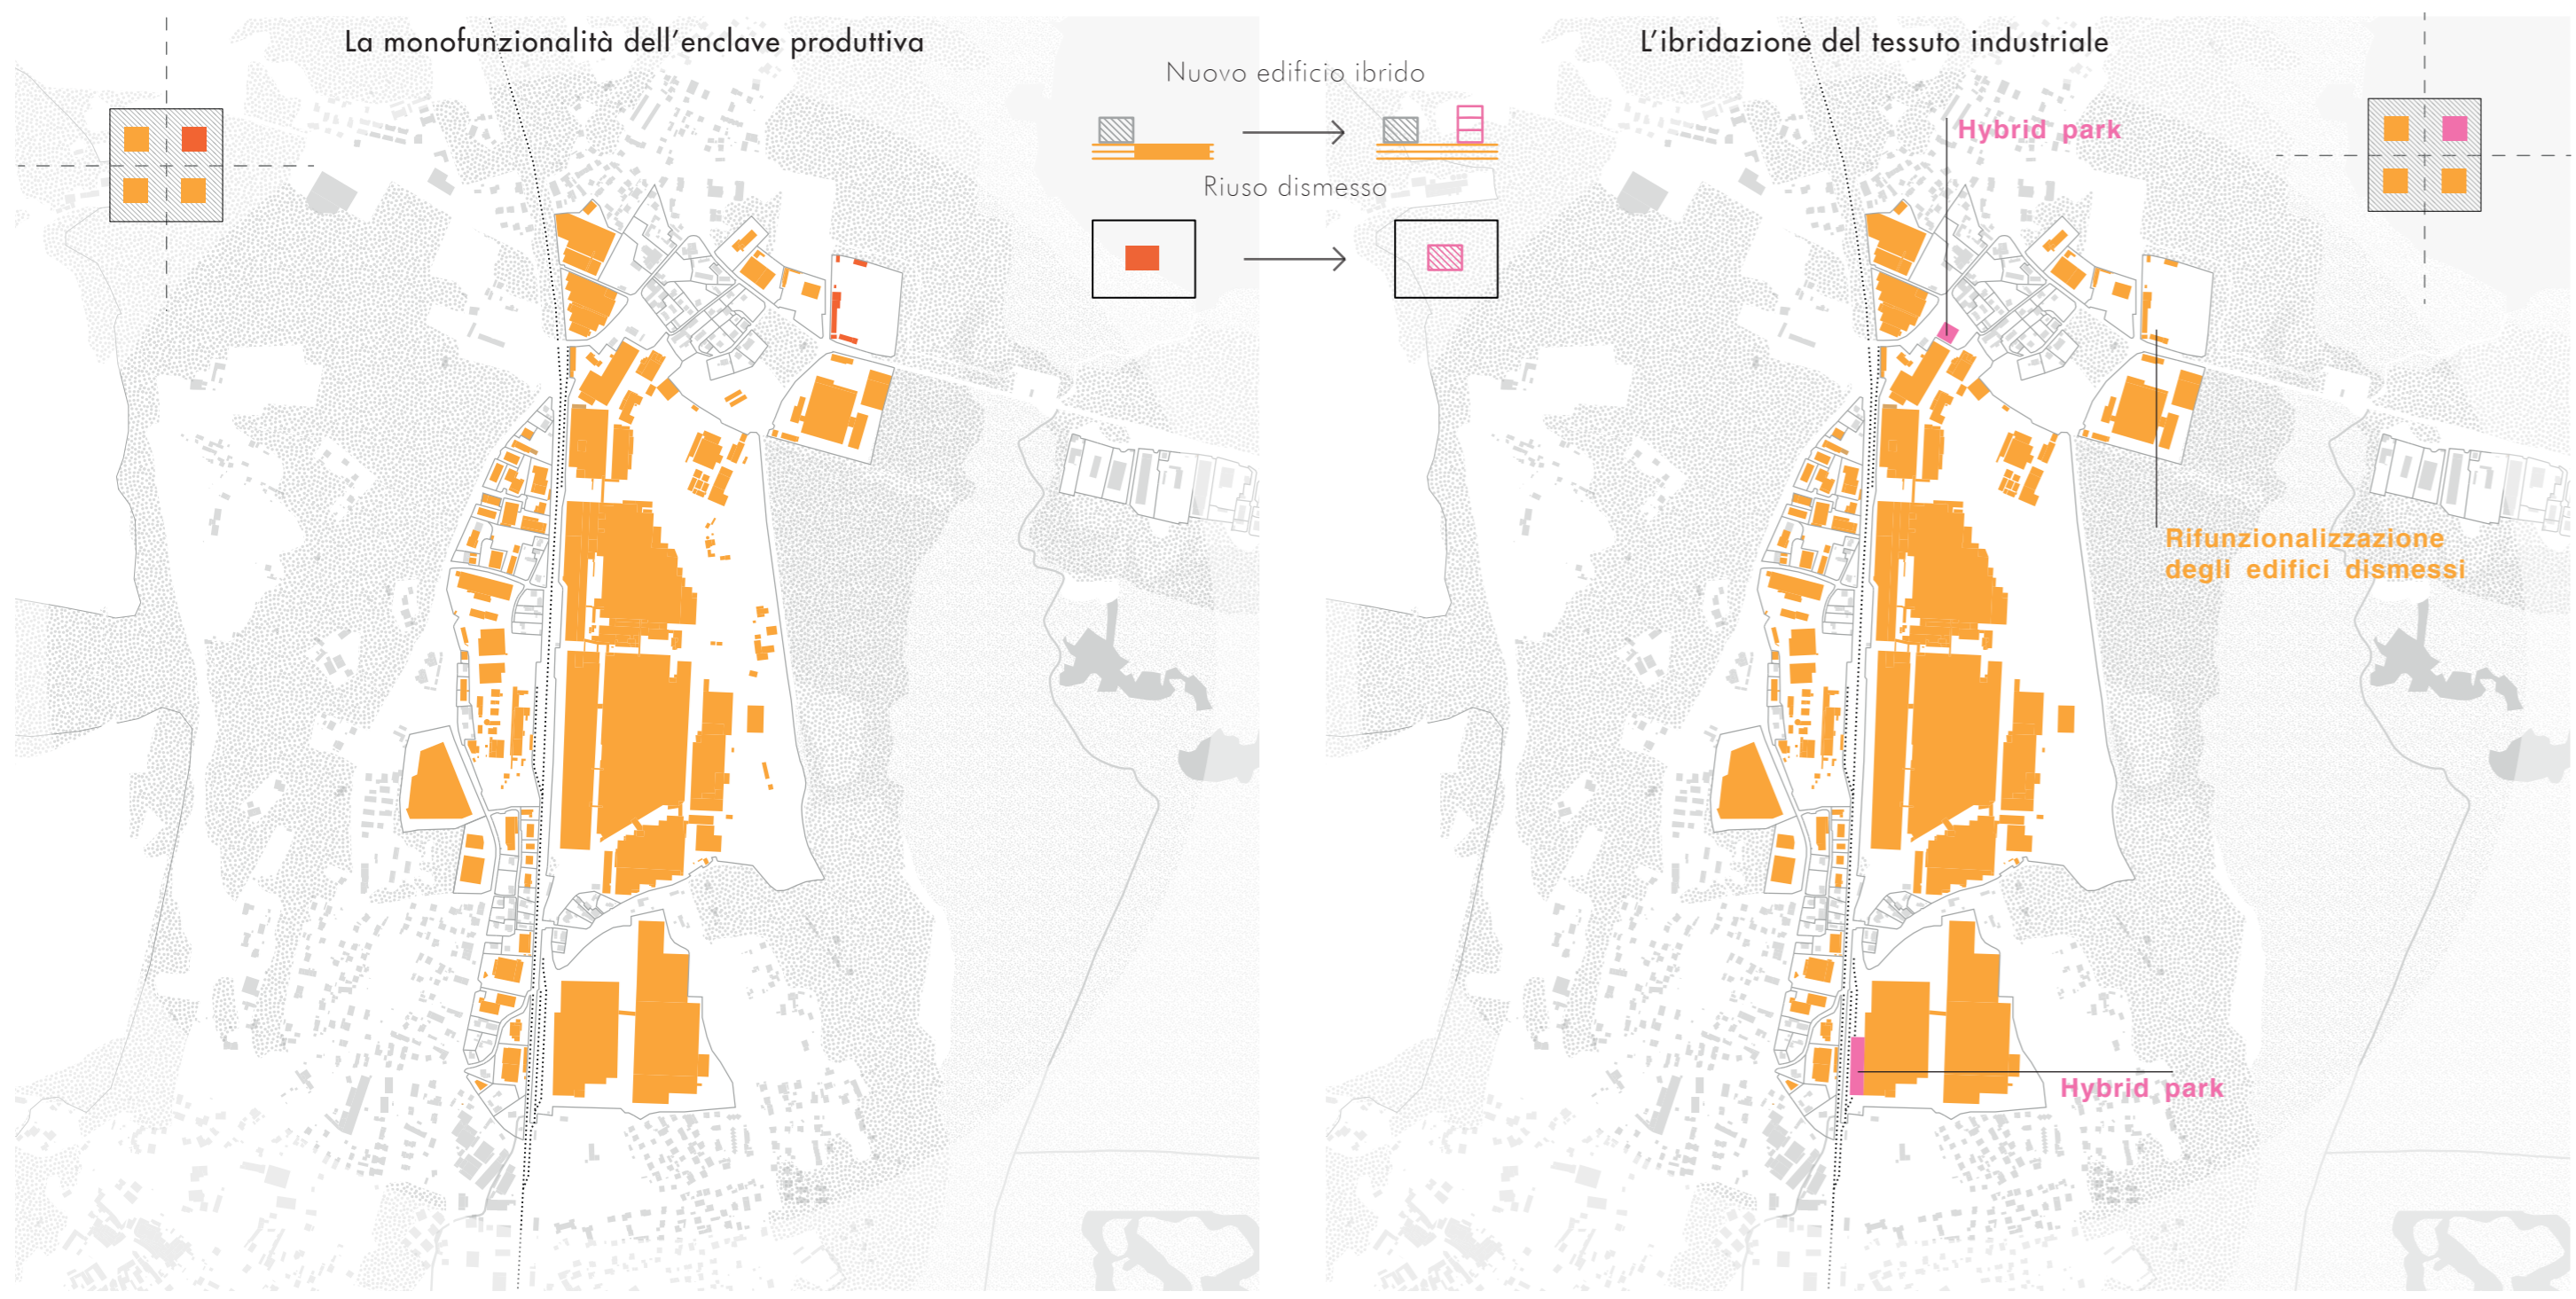 La monofunzionalità dell'enclave produttiva
L'ibridazione del tessuto industriale
Nuovo edificio ibrido
Riuso dismesso
Hybrid park
Rifunzionalizzazione
degli edifici dismessi
Hybrid park